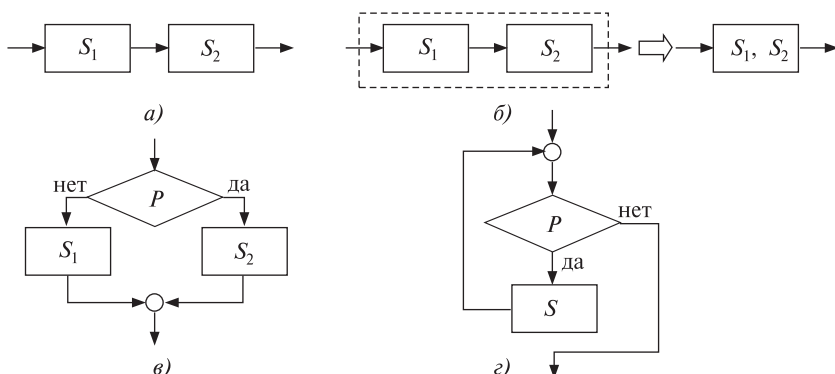 S₁ S₂
а)
S₁ S₂ S₁, S₂
б)
нет P да
S₁ S₂
в)
P нет
да
S
г)